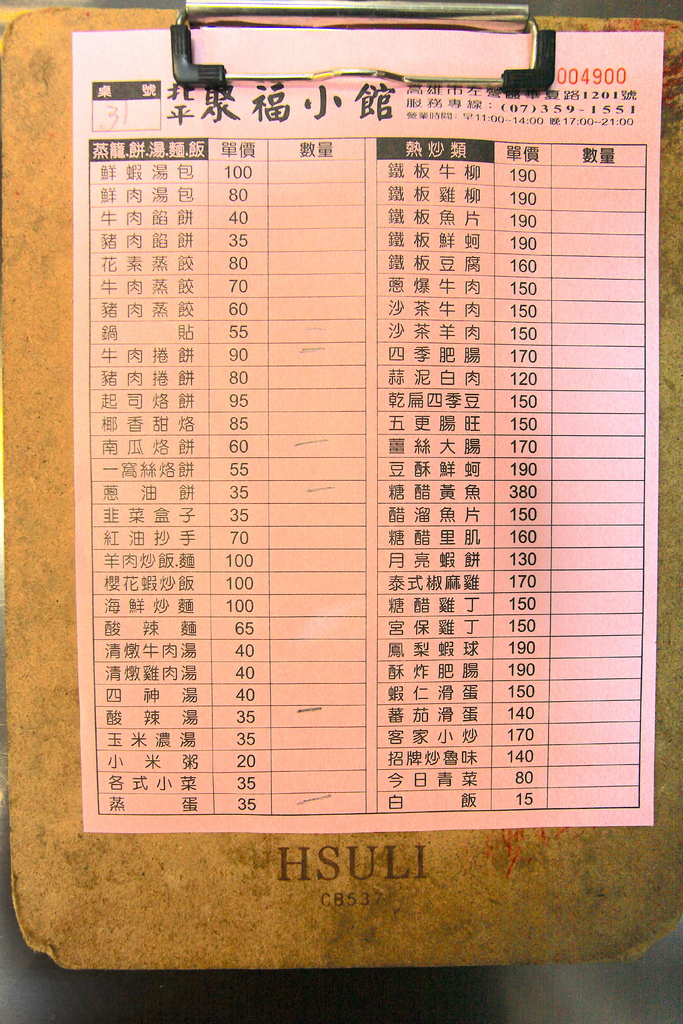 004900
桌號
31
北平聚福小館
高雄市左營區華夏路1201號
服務專線：(07)359-1551
營業時間：早11:00~14:00 晚17:00~21:00
蒸籠.餅.湯.麵.飯 單價 數量
鮮蝦湯包 100
鮮肉湯包 80
牛肉餡餅 40
豬肉餡餅 35
花素蒸餃 80
牛肉蒸餃 70
豬肉蒸餃 60
鍋貼 55
牛肉捲餅 90
豬肉捲餅 80
起司烙餅 95
椰香甜烙 85
南瓜烙餅 60
一窩絲烙餅 55
蔥油餅 35
韭菜盒子 35
紅油抄手 70
羊肉炒飯.麵 100
櫻花蝦炒飯 100
海鮮炒麵 100
酸辣麵 65
清燉牛肉湯 40
清燉雞肉湯 40
四神湯 40
酸辣湯 35
玉米濃湯 35
小米粥 20
各式小菜 35
蒸蛋 35
熱炒類 單價 數量
鐵板牛柳 190
鐵板雞柳 190
鐵板魚片 190
鐵板鮮蚵 190
鐵板豆腐 160
蔥爆牛肉 150
沙茶牛肉 150
沙茶羊肉 150
四季肥腸 170
蒜泥白肉 120
乾扁四季豆 150
五更腸旺 150
薑絲大腸 170
豆酥鮮蚵 190
糖醋黃魚 380
醋溜魚片 150
糖醋里肌 160
月亮蝦餅 130
泰式椒麻雞 170
糖醋雞丁 150
宮保雞丁 150
鳳梨蝦球 190
酥炸肥腸 190
蝦仁滑蛋 150
蕃茄滑蛋 140
客家小炒 170
招牌炒魯味 140
今日青菜 80
白飯 15
HSULI
CB537